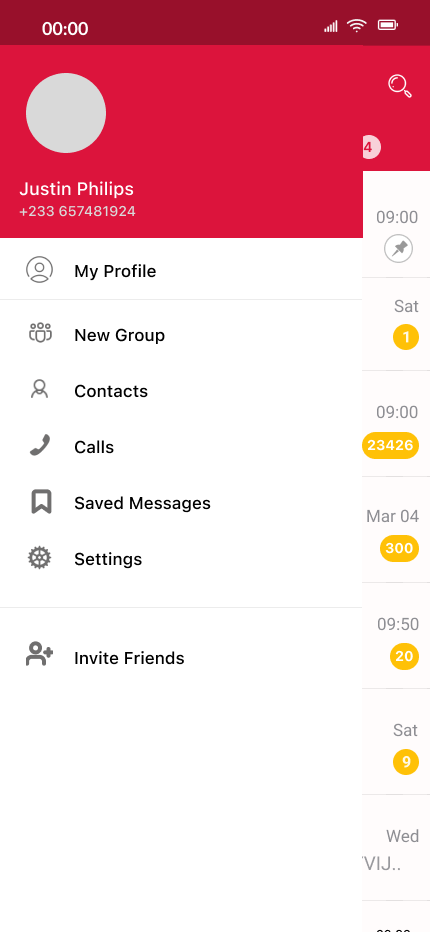 00:00
4
Justin Philips
+233 657481924
09:00
My Profile
Sat
1
New Group
Contacts
09:00
Calls
23426
Saved Messages
Mar 04
300
Settings
09:50
Invite Friends
20
Sat
9
Wed
VIJ..